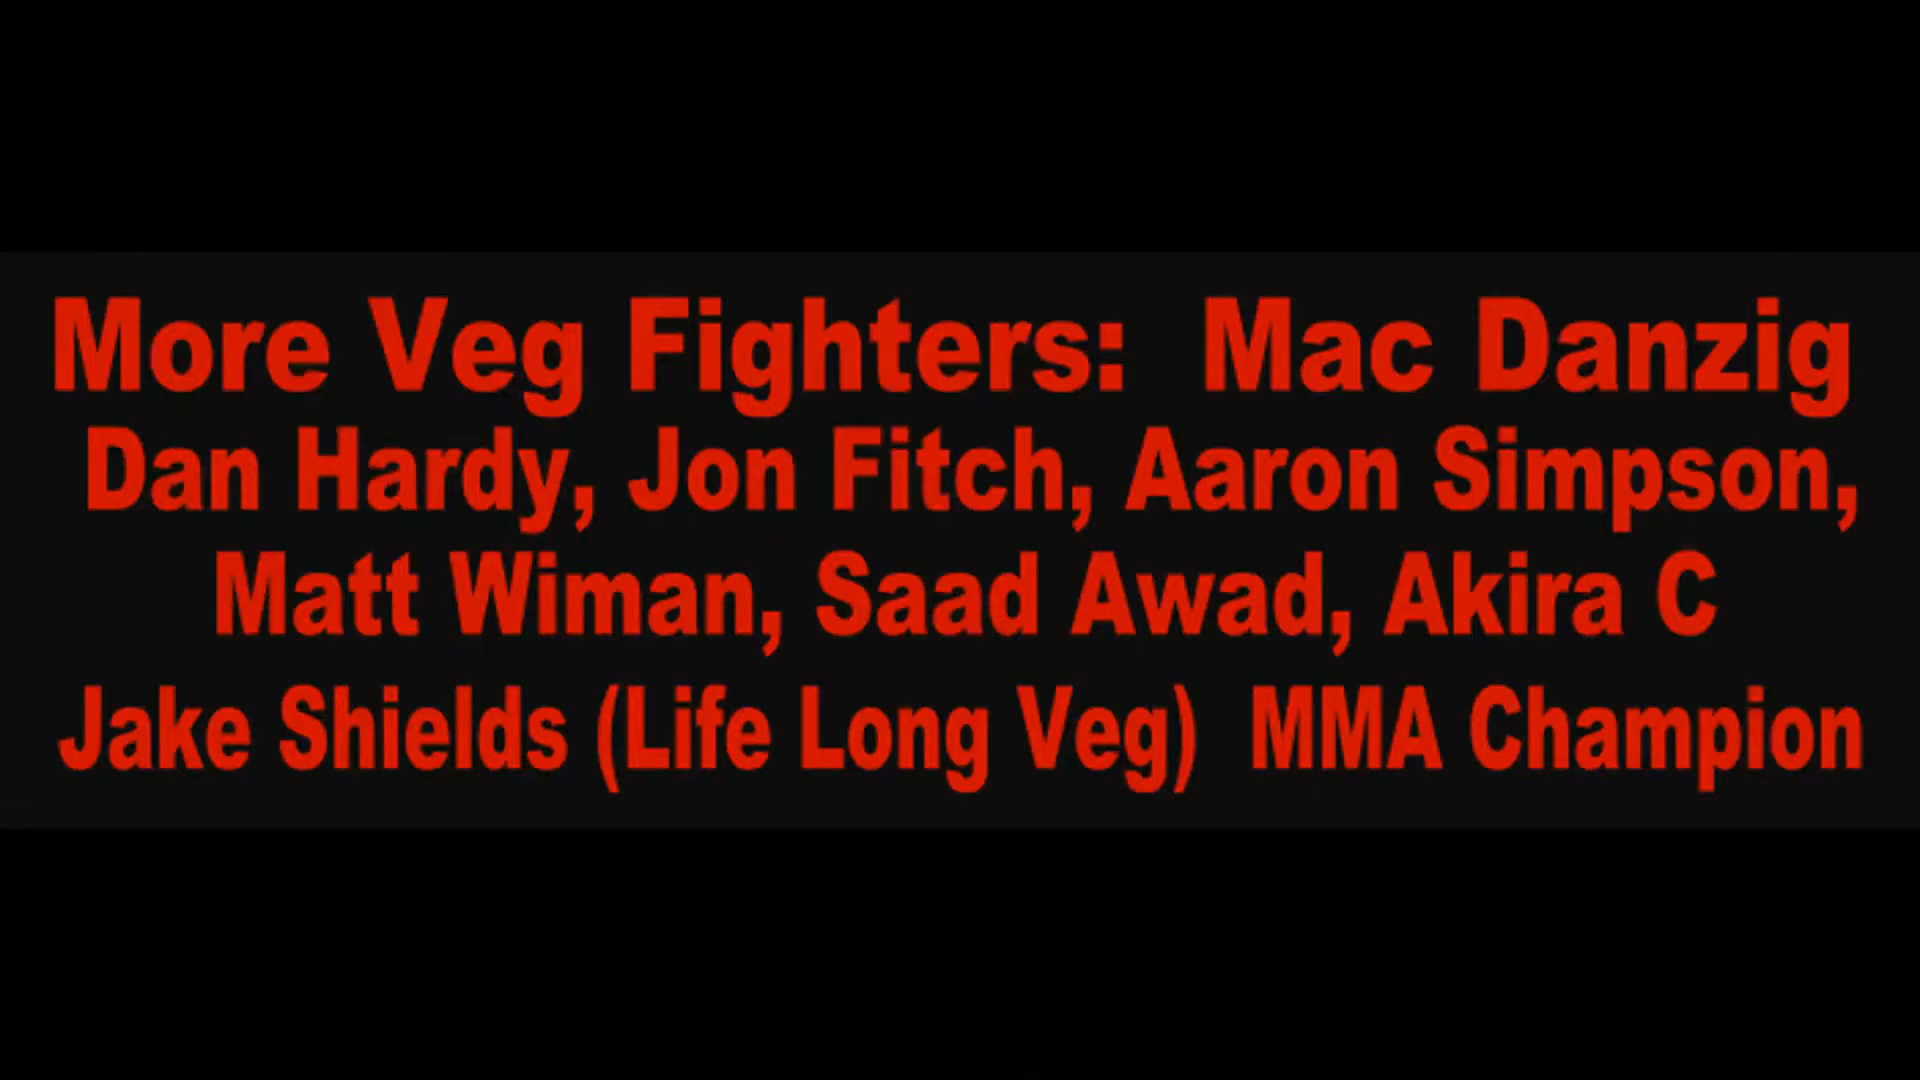 More Veg Fighters:  Mac Danzig
Dan Hardy, Jon Fitch, Aaron Simpson,
Matt Wiman, Saad Awad, Akira C
Jake Shields (Life Long Veg)  MMA Champion